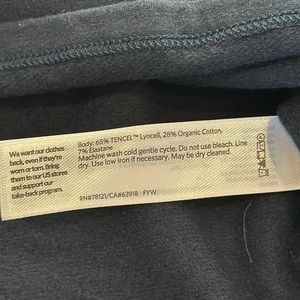 We want our clothes
back, even if they're
worn or torn. Bring
them to our US stores
and support our
take-back program.
Body: 65% TENCEL™ Lyocell, 28% Organic Cotton,
7% Elastane
Machine wash cold gentle cycle. Do not use bleach. Line
dry. Use low iron if necessary. May be dry cleaned.
RN#78121/CA#63918 FYW